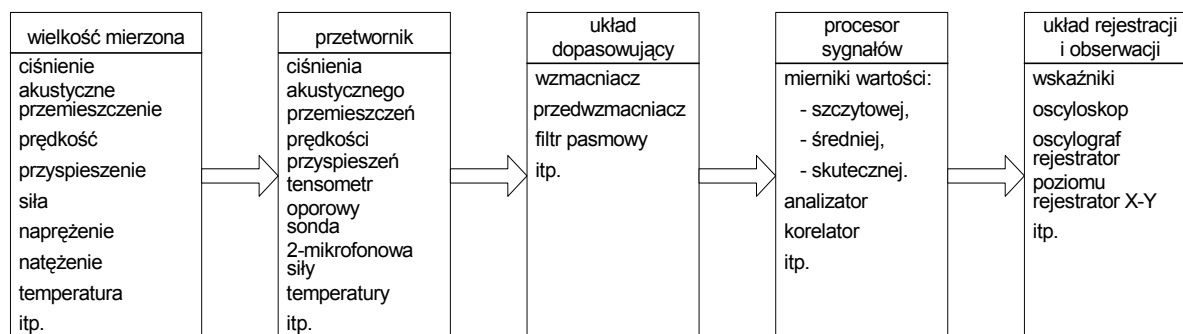 wielkość mierzona
ciśnienie
akustyczne
przemieszczenie
prędkość
przyspieszenie
siła
naprężenie
natężenie
temperatura
itp.
przetwornik
ciśnienia
akustycznego
przemieszczeń
prędkości
przyspieszeń
tensometr
oporowy
sonda
2-mikrofonowa
siły
temperatury
itp.
układ
dopasowujący
wzmacniacz
przedwzmacniacz
filtr pasmowy
itp.
procesor
sygnałów
mierniki wartości:
- szczytowej,
- średniej,
- skutecznej.
analizator
korelator
itp.
układ rejestracji
i obserwacji
wskaźniki
oscyloskop
oscylograf
rejestrator
poziomu
rejestrator X-Y
itp.